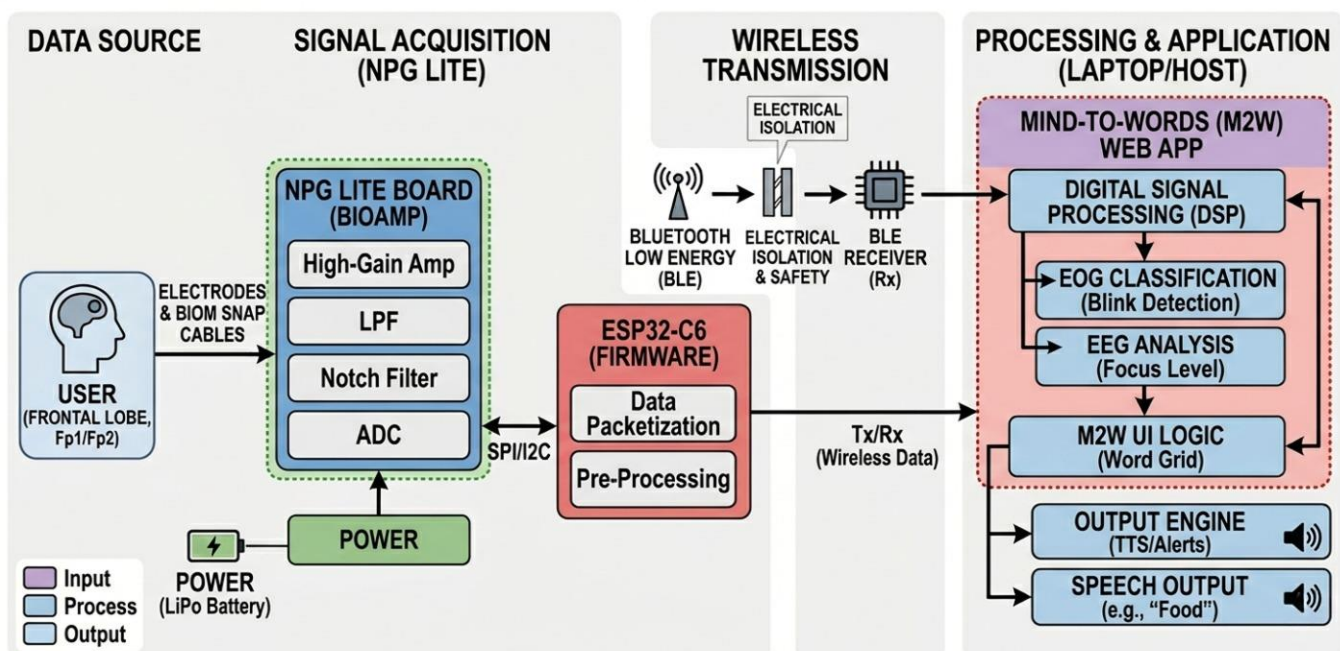 DATA SOURCE
SIGNAL ACQUISITION
(NPG LITE)
WIRELESS
TRANSMISSION
PROCESSING & APPLICATION
(LAPTOP/HOST)
USER
(FRONTAL LOBE,
Fp1/Fp2)
ELECTRODES
& BIOM SNAP
CABLES
NPG LITE BOARD
(BIOAMP)
High-Gain Amp
LPF
Notch Filter
ADC
POWER
POWER
(LiPo Battery)
SPI/I2C
ESP32-C6
(FIRMWARE)
Data
Packetization
Pre-Processing
ELECTRICAL
ISOLATION
BLUETOOTH
LOW ENERGY
(BLE)
ELECTRICAL
ISOLATION
& SAFETY
BLE
RECEIVER
(Rx)
Tx/Rx
(Wireless Data)
MIND-TO-WORDS (M2W)
WEB APP
DIGITAL SIGNAL
PROCESSING (DSP)
EOG CLASSIFICATION
(Blink Detection)
EEG ANALYSIS
(Focus Level)
M2W UI LOGIC
(Word Grid)
OUTPUT ENGINE
(TTS/Alerts)
SPEECH OUTPUT
(e.g., “Food”)
Input
Process
Output